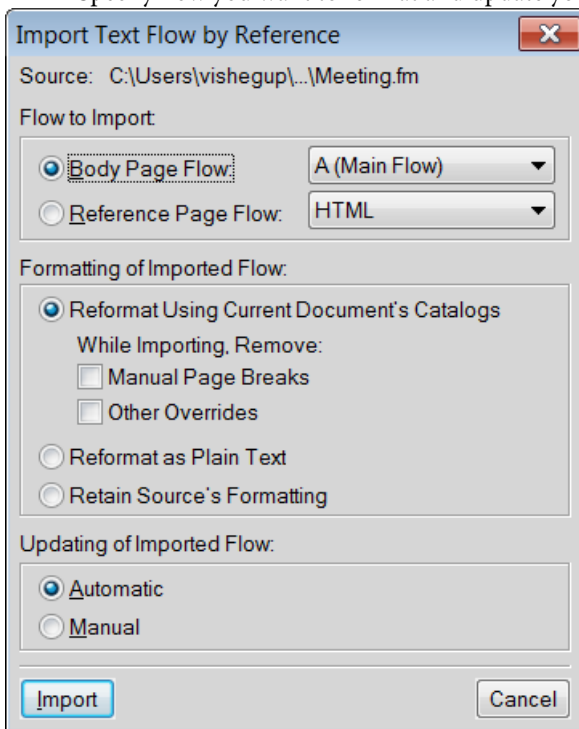 Import Text Flow by Reference
Source: C:\Users\vishegup\...\Meeting.fm
Flow to Import:
Body Page Flow: A (Main Flow)
Reference Page Flow: HTML
Formatting of Imported Flow:
Reformat Using Current Document's Catalogs
While Importing, Remove:
Manual Page Breaks
Other Overrides
Reformat as Plain Text
Retain Source's Formatting
Updating of Imported Flow:
Automatic
Manual
Import Cancel